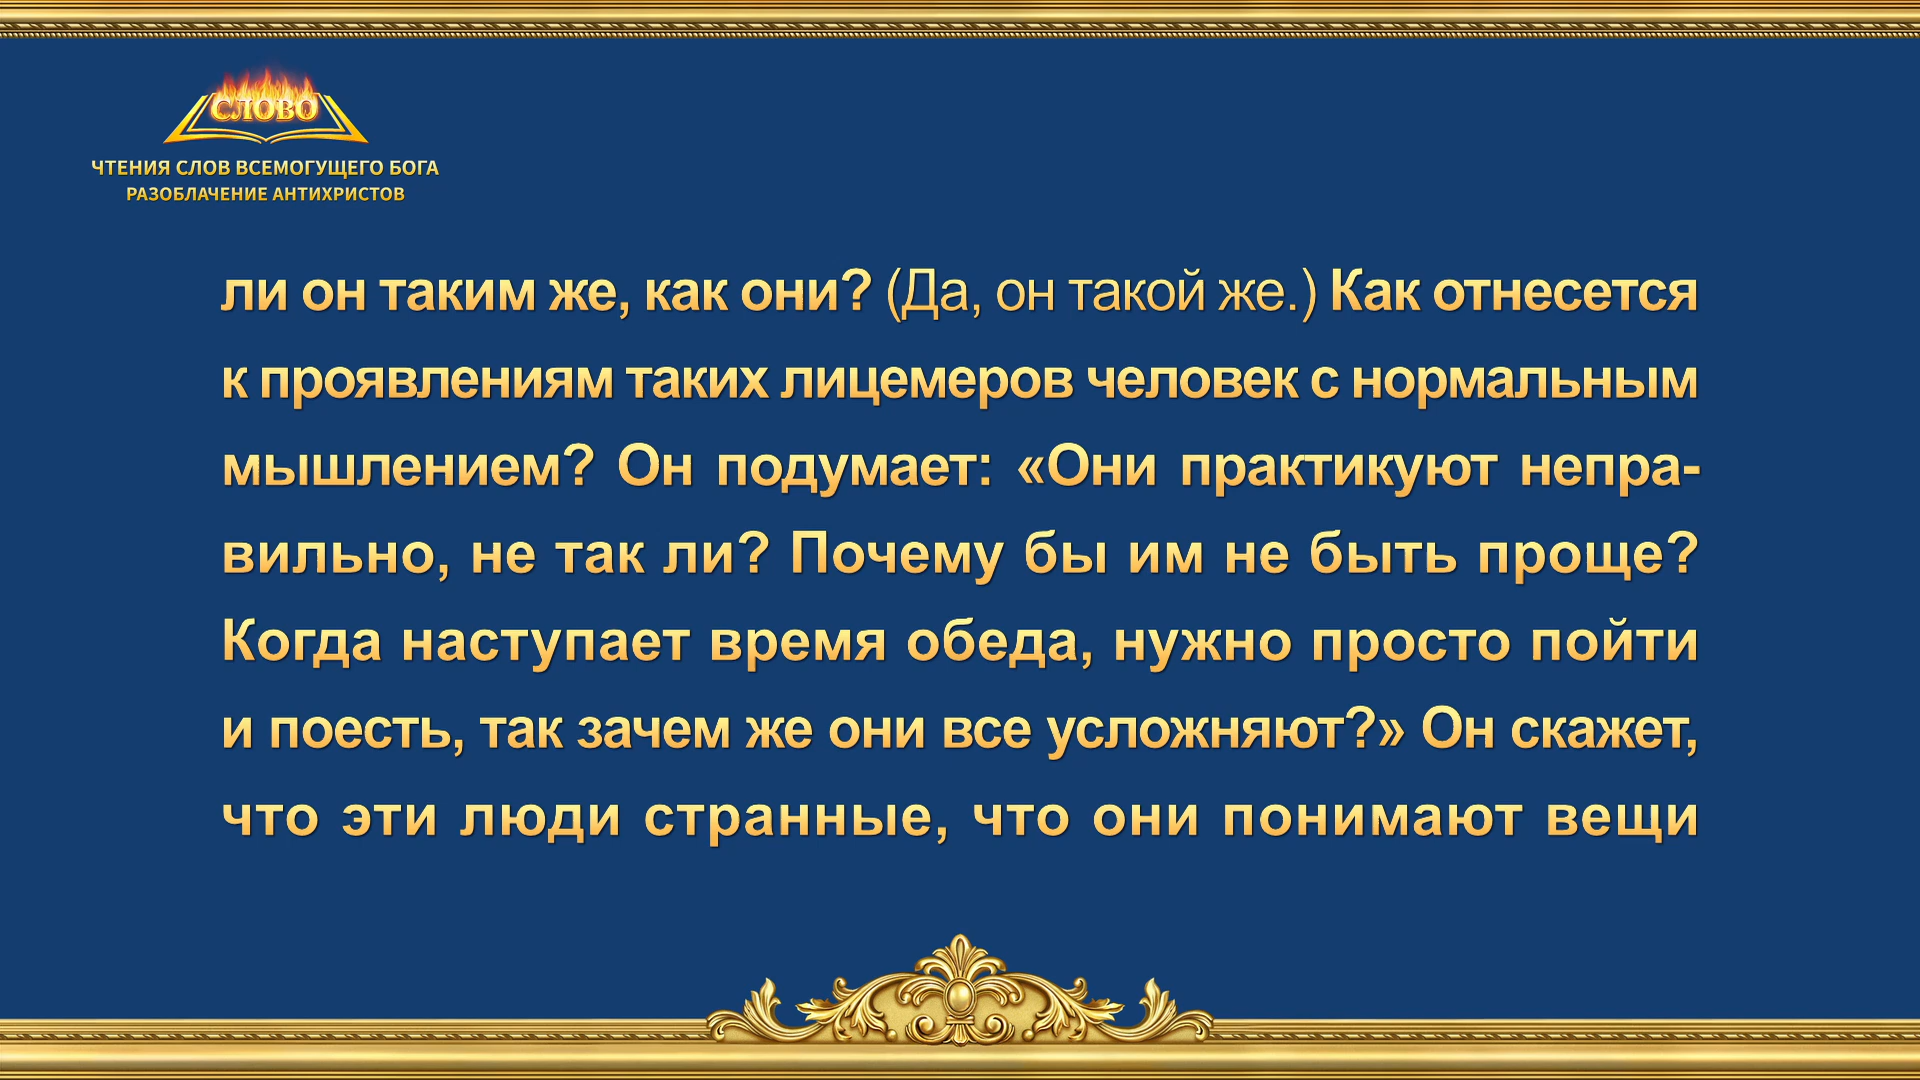 СЛОВО
ЧТЕНИЯ СЛОВ ВСЕМОГУЩЕГО БОГА
РАЗОБЛАЧЕНИЕ АНТИХРИСТОВ
ли он таким же, как они? (Да, он такой же.) Как отнесется
к проявлениям таких лицемеров человек с нормальным
мышлением? Он подумает: «Они практикуют непра-
вильно, не так ли? Почему бы им не быть проще?
Когда наступает время обеда, нужно просто пойти
и поесть, так зачем же они все усложняют?» Он скажет,
что эти люди странные, что они понимают вещи